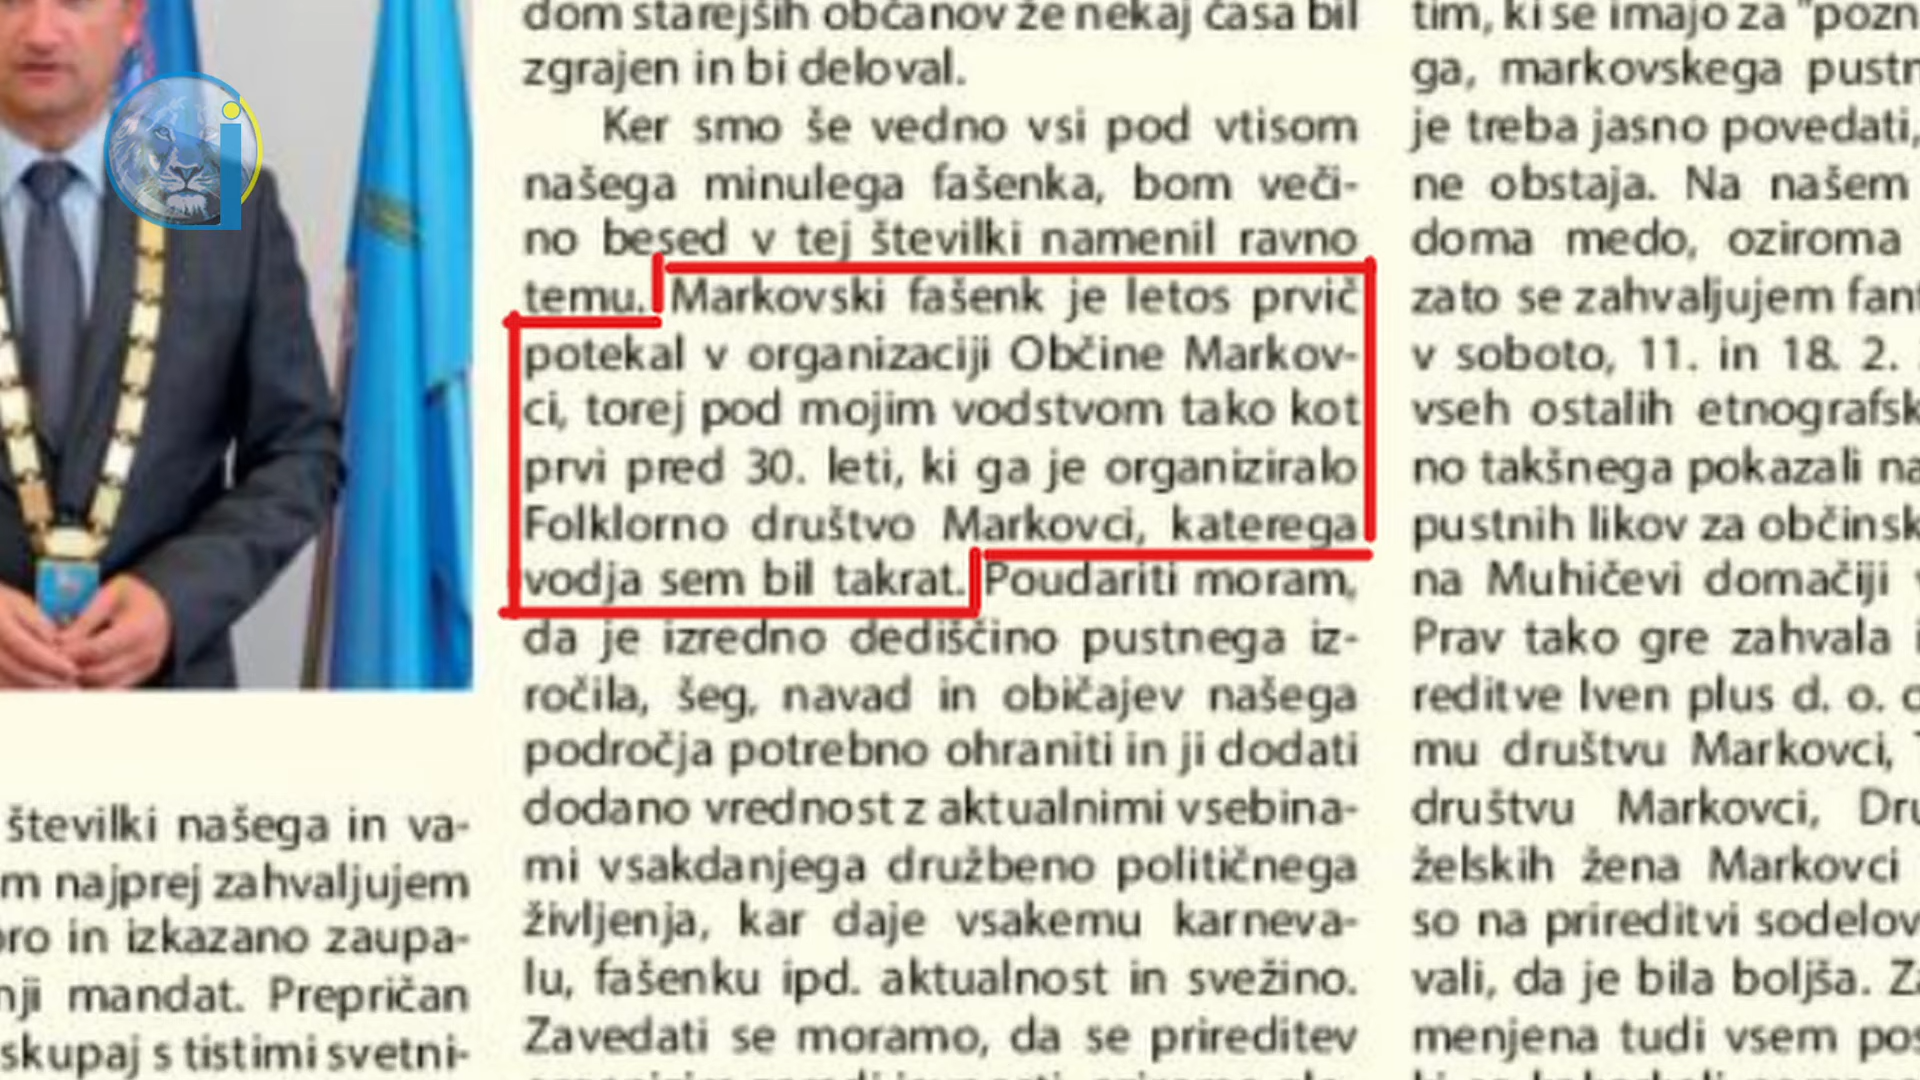 številki našega in va-
najprej zahvaljujem
in izkazano zaupa-
mandat. Prepričan
skupaj s tistimi svetni-
dom starejših občanov že nekaj časa bil
zgrajen in bi deloval.
Ker smo še vedno vsi pod vtisom
našega minulega fašenka, bom veči-
no besed v tej številki namenil ravno
temu. Markovski fašenk je letos prvič
potekal v organizaciji Občine Markov-
ci, torej pod mojim vodstvom tako kot
prvi pred 30. leti, ki ga je organiziralo
Folklorno društvo Markovci, katerega
vodja sem bil takrat. Poudariti moram,
da je izredno dediščino pustnega iz-
ročila, šeg, navad in običajev našega
področja potrebno ohraniti in ji dodati
dodano vrednost z aktualnimi vsebina-
mi vsakdanjega družbeno političnega
življenja, kar daje vsakemu karneva-
lu, fašenku ipd. aktualnost in svežino.
Zavedati se moramo, da se prireditev
tim, ki se imajo za "pozn
ga, markovskega pustn
je treba jasno povedati,
ne obstaja. Na našem
doma medo, oziroma
zato se zahvaljujem fant
v soboto, 11. in 18. 2.
vseh ostalih etnografsk
no takšnega pokazali na
pustnih likov za občinsk
na Muhičevi domačiji
Prav tako gre zahvala
reditve Iven plus d. o. o
mu društvu Markovci,
društvu Markovci, Dru
želskih žena Markovci
so na prireditvi sodelov
vali, da je bila boljša. Za
menjena tudi vsem pos